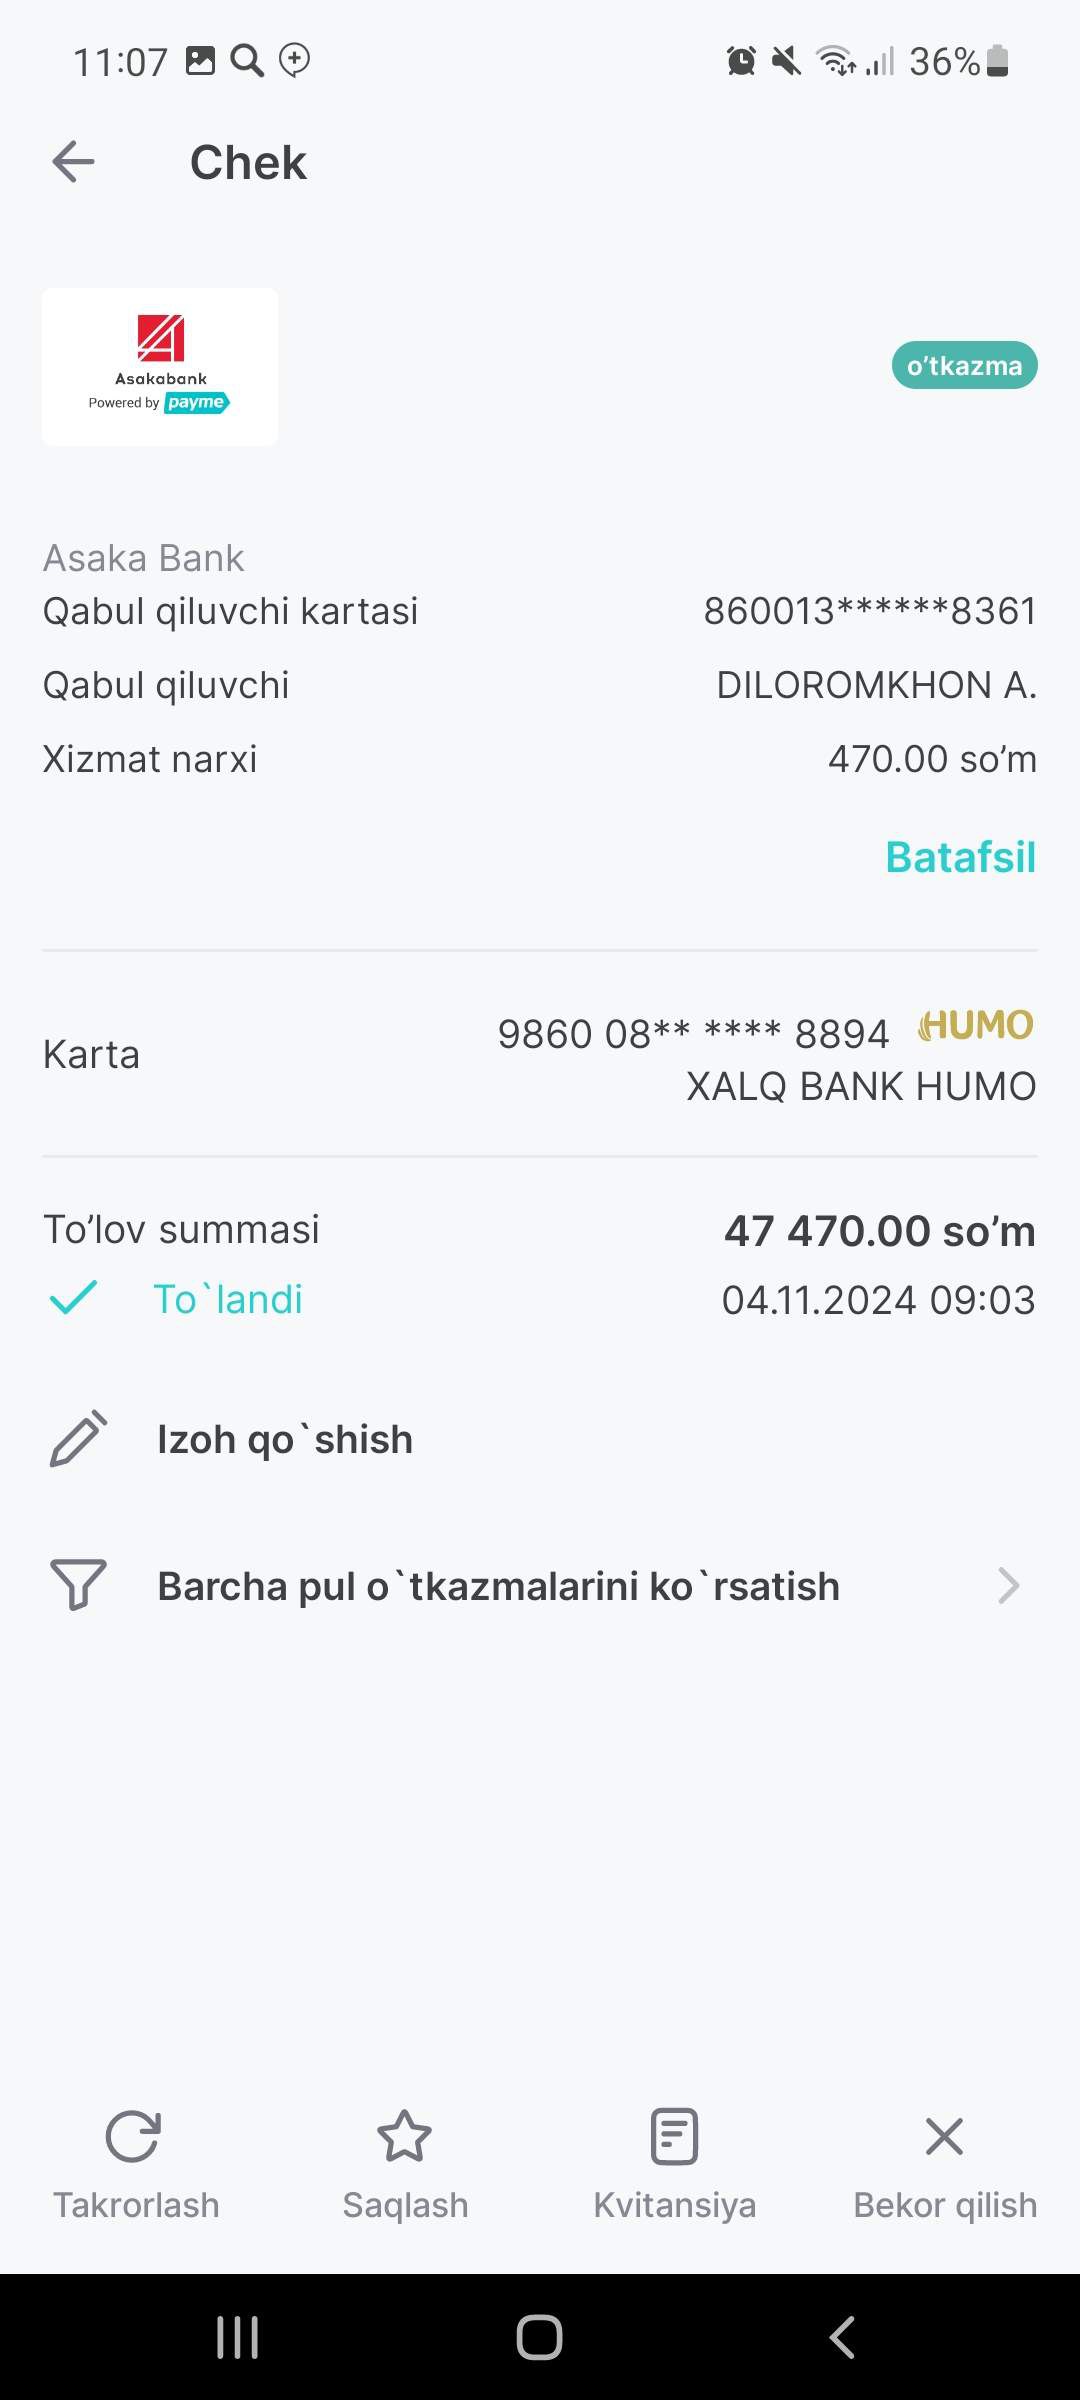 11:07 36%
Chek
Asakabank
Powered by payme
o’tkazma
Asaka Bank
Qabul qiluvchi kartasi 860013******8361
Qabul qiluvchi DILOROMKHON A.
Xizmat narxi 470.00 so’m
Batafsil
Karta 9860 08** **** 8894 HUMO
XALQ BANK HUMO
To’lov summasi 47 470.00 so’m
To`landi 04.11.2024 09:03
Izoh qo`shish
Barcha pul o`tkazmalarini ko`rsatish
Takrorlash Saqlash Kvitansiya Bekor qilish